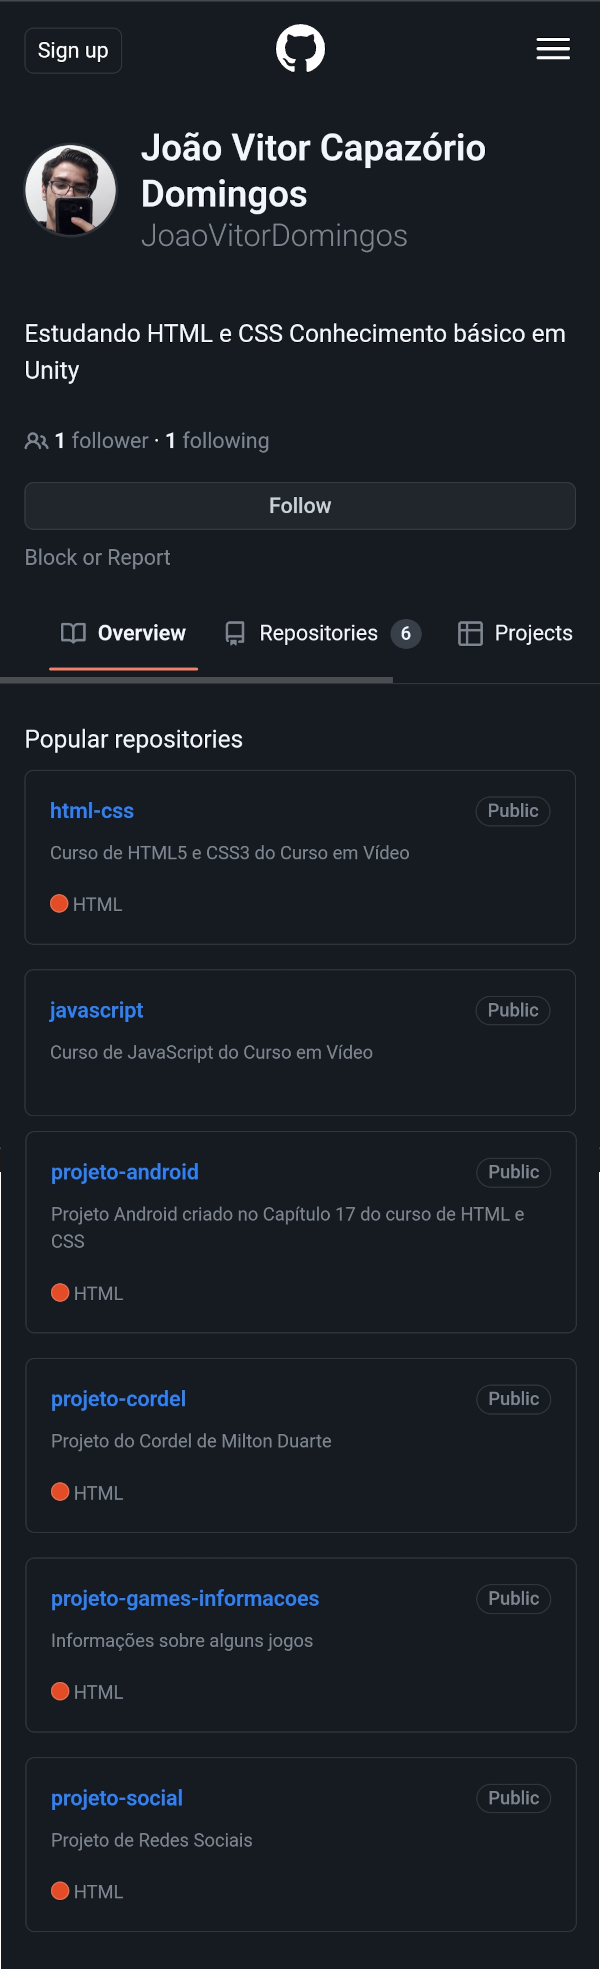 Sign up
João Vitor Capazório
Domingos
JoaoVitorDomingos
Estudando HTML e CSS Conhecimento básico em
Unity
1 follower · 1 following
Follow
Block or Report
Overview Repositories 6 Projects
Popular repositories
html-css Public
Curso de HTML5 e CSS3 do Curso em Vídeo
HTML
javascript Public
Curso de JavaScript do Curso em Vídeo
projeto-android Public
Projeto Android criado no Capítulo 17 do curso de HTML e
CSS
HTML
projeto-cordel Public
Projeto do Cordel de Milton Duarte
HTML
projeto-games-informacoes Public
Informações sobre alguns jogos
HTML
projeto-social Public
Projeto de Redes Sociais
HTML